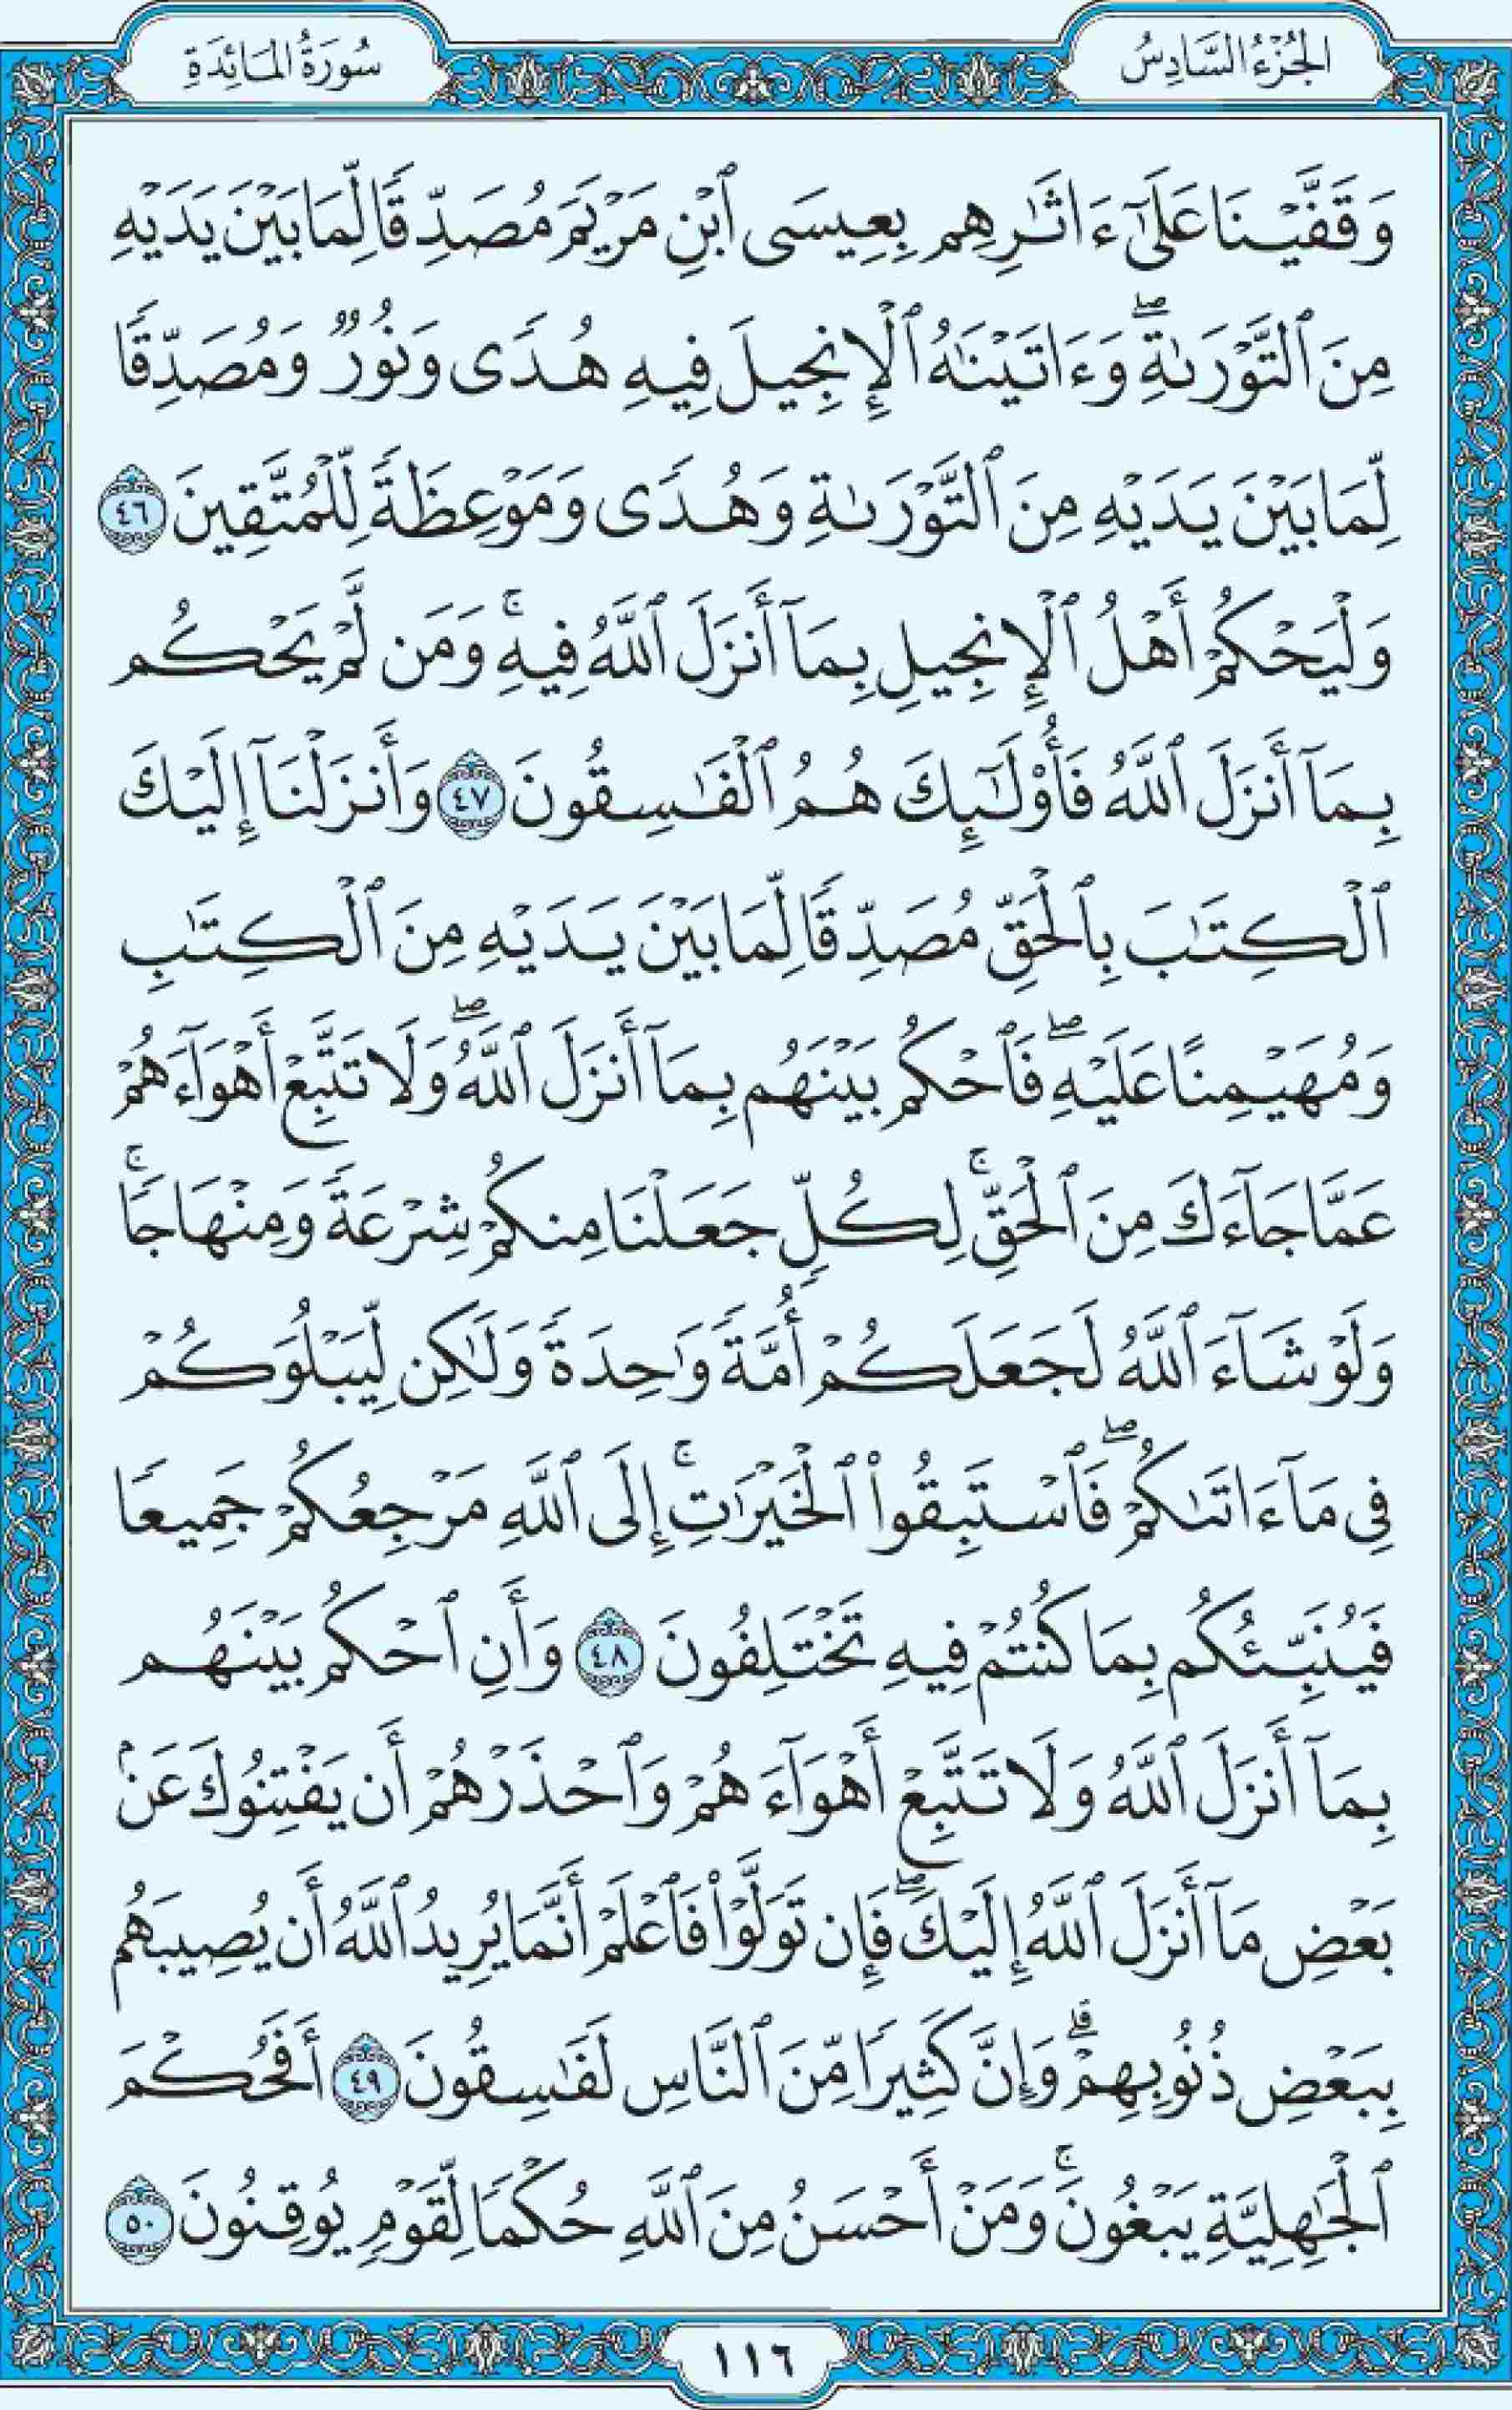 الجُزْءُ السَّادِسُ
سُورَةُ المَائِدَةِ
وَقَفَّيْنَا عَلَىٰٓ ءَاثَٰرِهِم بِعِيسَى ٱبْنِ مَرْيَمَ مُصَدِّقًا لِّمَا بَيْنَ يَدَيْهِ
مِنَ ٱلتَّوْرَىٰةِۖ وَءَاتَيْنَٰهُ ٱلْإِنجِيلَ فِيهِ هُدًى وَنُورٌ وَمُصَدِّقًا
لِّمَا بَيْنَ يَدَيْهِ مِنَ ٱلتَّوْرَىٰةِ وَهُدًى وَمَوْعِظَةً لِّلْمُتَّقِينَ ٤٦
وَلْيَحْكُمْ أَهْلُ ٱلْإِنجِيلِ بِمَآ أَنزَلَ ٱللَّهُ فِيهِۚ وَمَن لَّمْ يَحْكُم
بِمَآ أَنزَلَ ٱللَّهُ فَأُو۟لَٰٓئِكَ هُمُ ٱلْفَٰسِقُونَ ٤٧ وَأَنزَلْنَآ إِلَيْكَ
ٱلْكِتَٰبَ بِٱلْحَقِّ مُصَدِّقًا لِّمَا بَيْنَ يَدَيْهِ مِنَ ٱلْكِتَٰبِ
وَمُهَيْمِنًا عَلَيْهِۖ فَٱحْكُم بَيْنَهُم بِمَآ أَنزَلَ ٱللَّهُۖ وَلَا تَتَّبِعْ أَهْوَآءَهُمْ
عَمَّا جَآءَكَ مِنَ ٱلْحَقِّۚ لِكُلٍّ جَعَلْنَا مِنكُمْ شِرْعَةً وَمِنْهَاجًاۚ
وَلَوْ شَآءَ ٱللَّهُ لَجَعَلَكُمْ أُمَّةً وَٰحِدَةً وَلَٰكِن لِّيَبْلُوَكُمْ
فِى مَآ ءَاتَىٰكُمْۖ فَٱسْتَبِقُوا۟ ٱلْخَيْرَٰتِۚ إِلَى ٱللَّهِ مَرْجِعُكُمْ جَمِيعًا
فَيُنَبِّئُكُم بِمَا كُنتُمْ فِيهِ تَخْتَلِفُونَ ٤٨ وَأَنِ ٱحْكُم بَيْنَهُم
بِمَآ أَنزَلَ ٱللَّهُ وَلَا تَتَّبِعْ أَهْوَآءَهُمْ وَٱحْذَرْهُمْ أَن يَفْتِنُوكَ عَنۢ
بَعْضِ مَآ أَنزَلَ ٱللَّهُ إِلَيْكَۖ فَإِن تَوَلَّوْا۟ فَٱعْلَمْ أَنَّمَا يُرِيدُ ٱللَّهُ أَن يُصِيبَهُم
بِبَعْضِ ذُنُوبِهِمْۗ وَإِنَّ كَثِيرًا مِّنَ ٱلنَّاسِ لَفَٰسِقُونَ ٤٩ أَفَحُكْمَ
ٱلْجَٰهِلِيَّةِ يَبْغُونَۚ وَمَنْ أَحْسَنُ مِنَ ٱللَّهِ حُكْمًا لِّقَوْمٍ يُوقِنُونَ ٥٠
١١٦